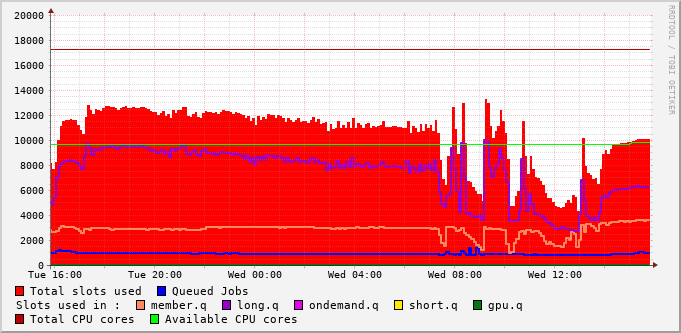 20000
18000
16000
14000
12000
10000
8000
6000
4000
2000
0
Tue 16:00 Tue 20:00 Wed 00:00 Wed 04:00 Wed 08:00 Wed 12:00
Total slots used Queued Jobs
Slots used in : member.q long.q ondemand.q short.q gpu.q
Total CPU cores Available CPU cores
RRDTOOL / TOBI OETIKER